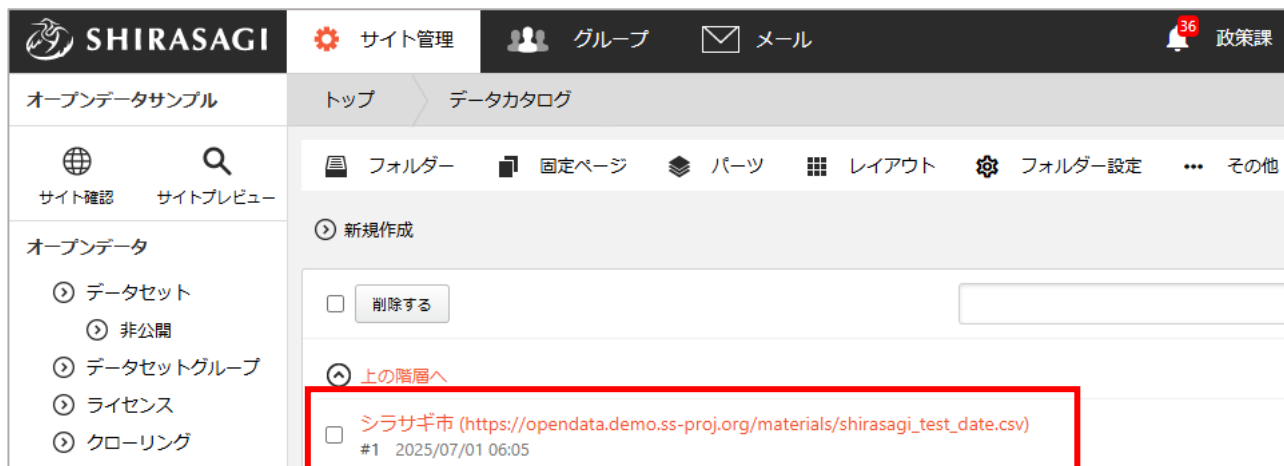 SHIRASAGI サイト管理 グループ メール 36 政策課
オープンデータサンプル
トップ データカタログ
サイト確認 サイトプレビュー
フォルダー 固定ページ パーツ レイアウト フォルダー設定 ••• その他
新規作成
オープンデータ
データセット
非公開
データセットグループ
ライセンス
クローリング
削除する
上の階層へ
シラサギ市 (https://opendata.demo.ss-proj.org/materials/shirasagi_test_date.csv)
#1 2025/07/01 06:05